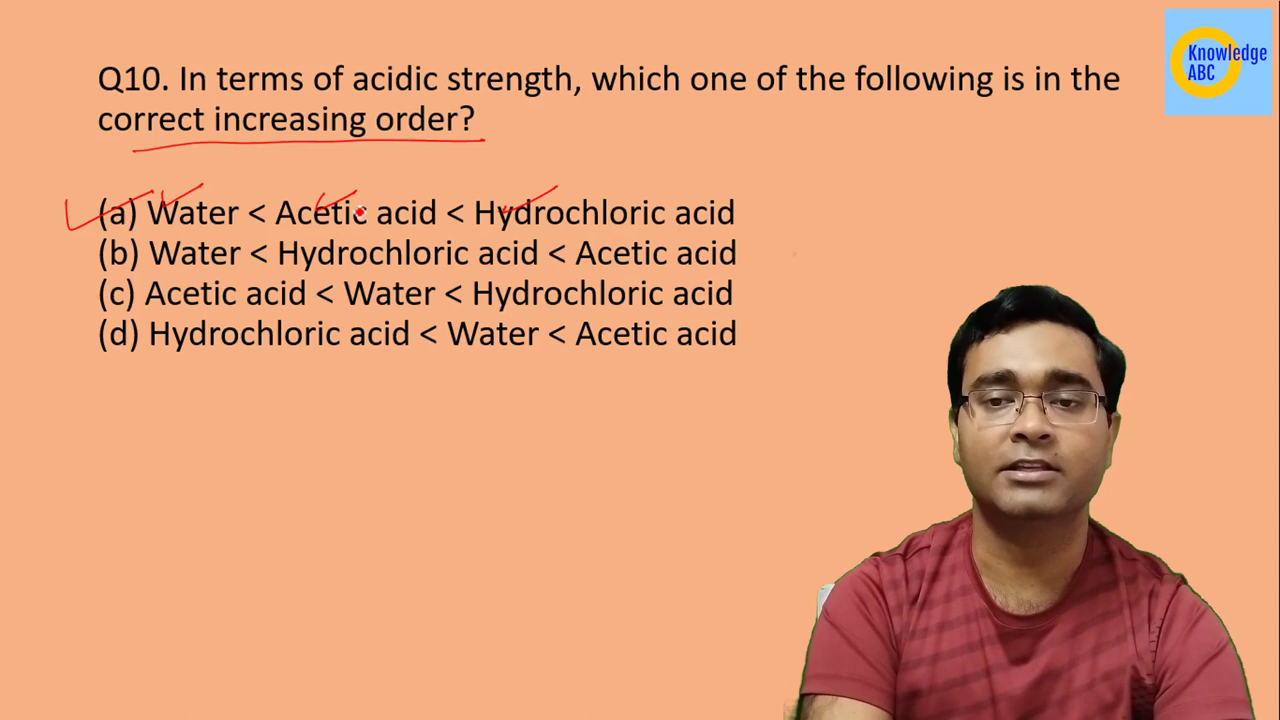 Knowledge
ABC
Q10. In terms of acidic strength, which one of the following is in the
correct increasing order?
(a) Water < Acetic acid < Hydrochloric acid
(b) Water < Hydrochloric acid < Acetic acid
(c) Acetic acid < Water < Hydrochloric acid
(d) Hydrochloric acid < Water < Acetic acid